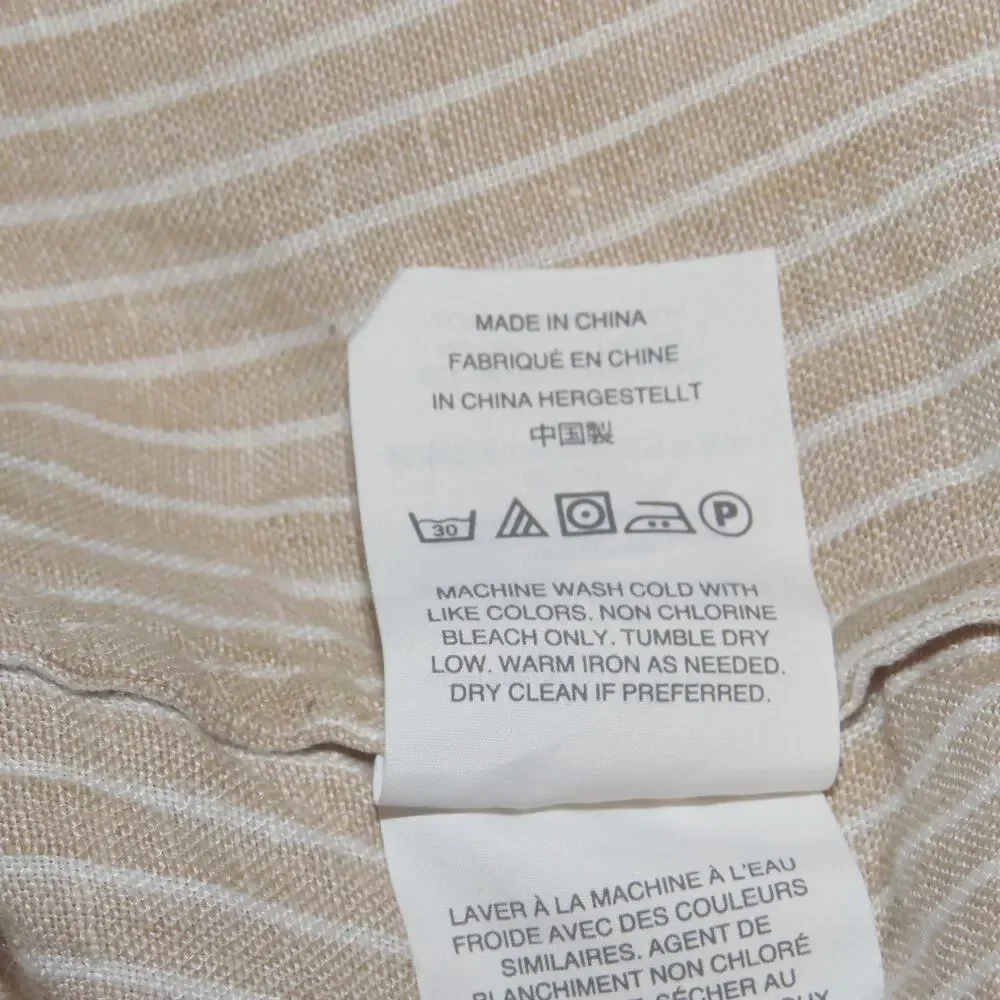 MADE IN CHINA
FABRIQUÉ EN CHINE
IN CHINA HERGESTELLT
中国製
30 P
MACHINE WASH COLD WITH
LIKE COLORS. NON CHLORINE
BLEACH ONLY. TUMBLE DRY
LOW. WARM IRON AS NEEDED.
DRY CLEAN IF PREFERRED.
LAVER À LA MACHINE À L'EAU
FROIDE AVEC DES COULEURS
SIMILAIRES. AGENT DE
BLANCHIMENT NON CHLORÉ
SÉCHER AU